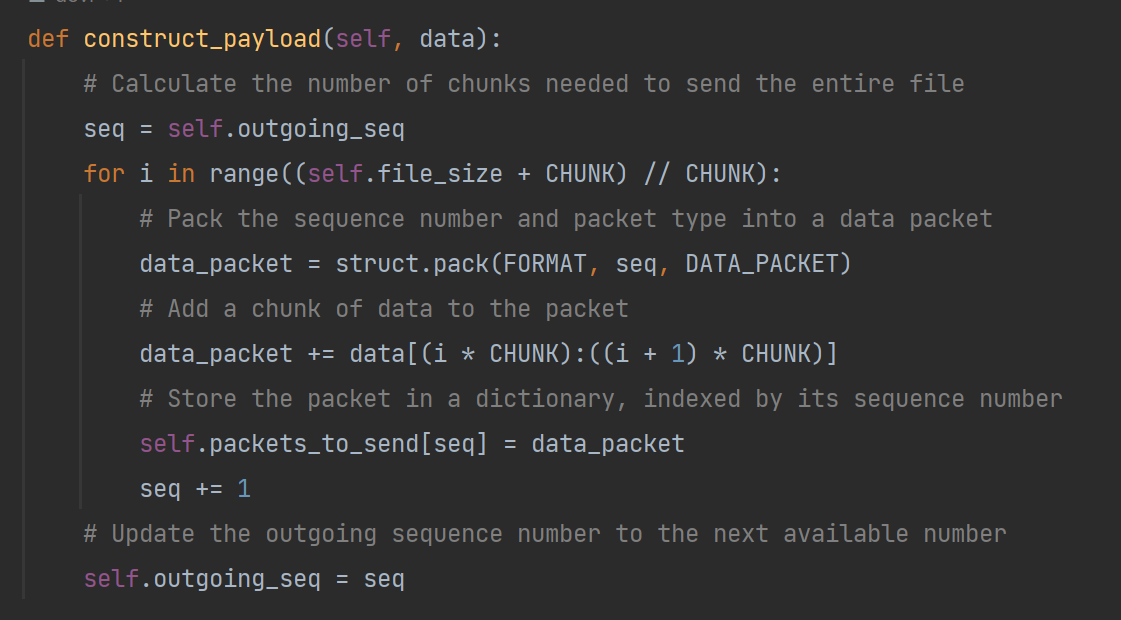 def construct_payload(self, data):
    # Calculate the number of chunks needed to send the entire file
    seq = self.outgoing_seq
    for i in range((self.file_size + CHUNK) // CHUNK):
        # Pack the sequence number and packet type into a data packet
        data_packet = struct.pack(FORMAT, seq, DATA_PACKET)
        # Add a chunk of data to the packet
        data_packet += data[(i * CHUNK):((i + 1) * CHUNK)]
        # Store the packet in a dictionary, indexed by its sequence number
        self.packets_to_send[seq] = data_packet
        seq += 1
    # Update the outgoing sequence number to the next available number
    self.outgoing_seq = seq